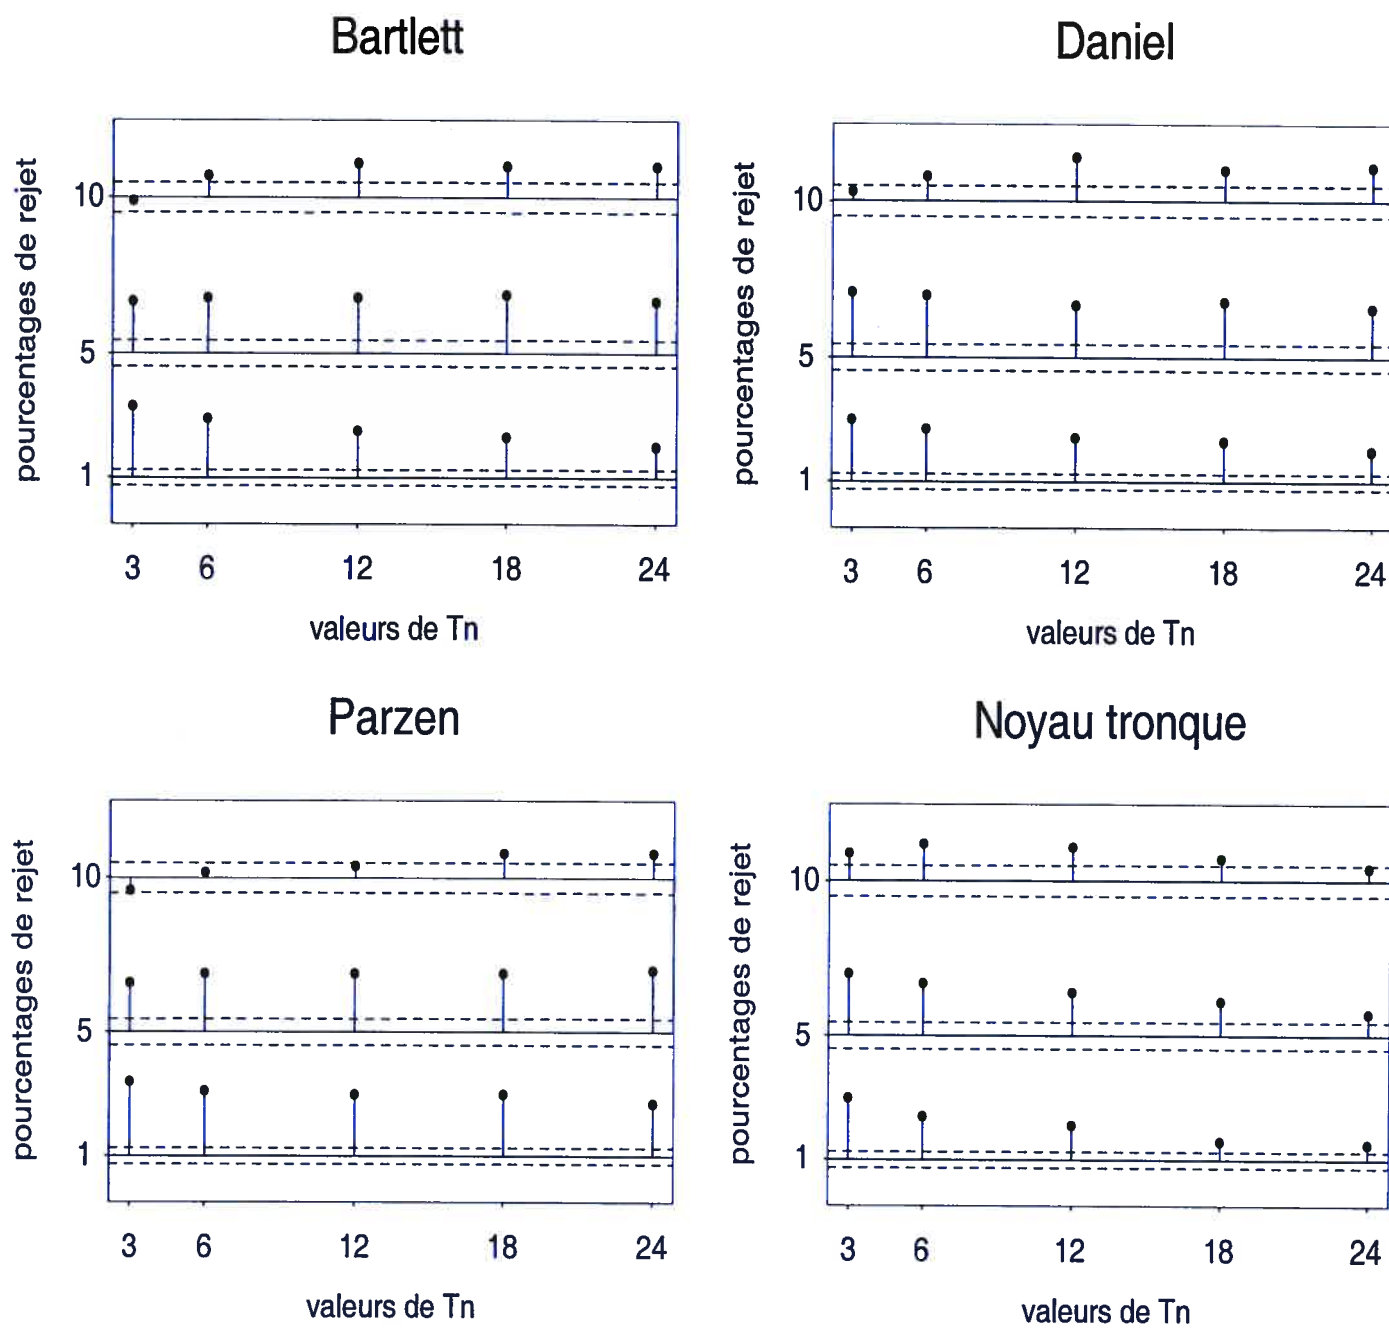 Bartlett
pourcentages de rejet
10
5
1
3 6 12 18 24
valeurs de Tn
Daniel
pourcentages de rejet
10
5
1
3 6 12 18 24
valeurs de Tn
Parzen
pourcentages de rejet
10
5
1
3 6 12 18 24
valeurs de Tn
Noyau tronque
pourcentages de rejet
10
5
1
3 6 12 18 24
valeurs de Tn